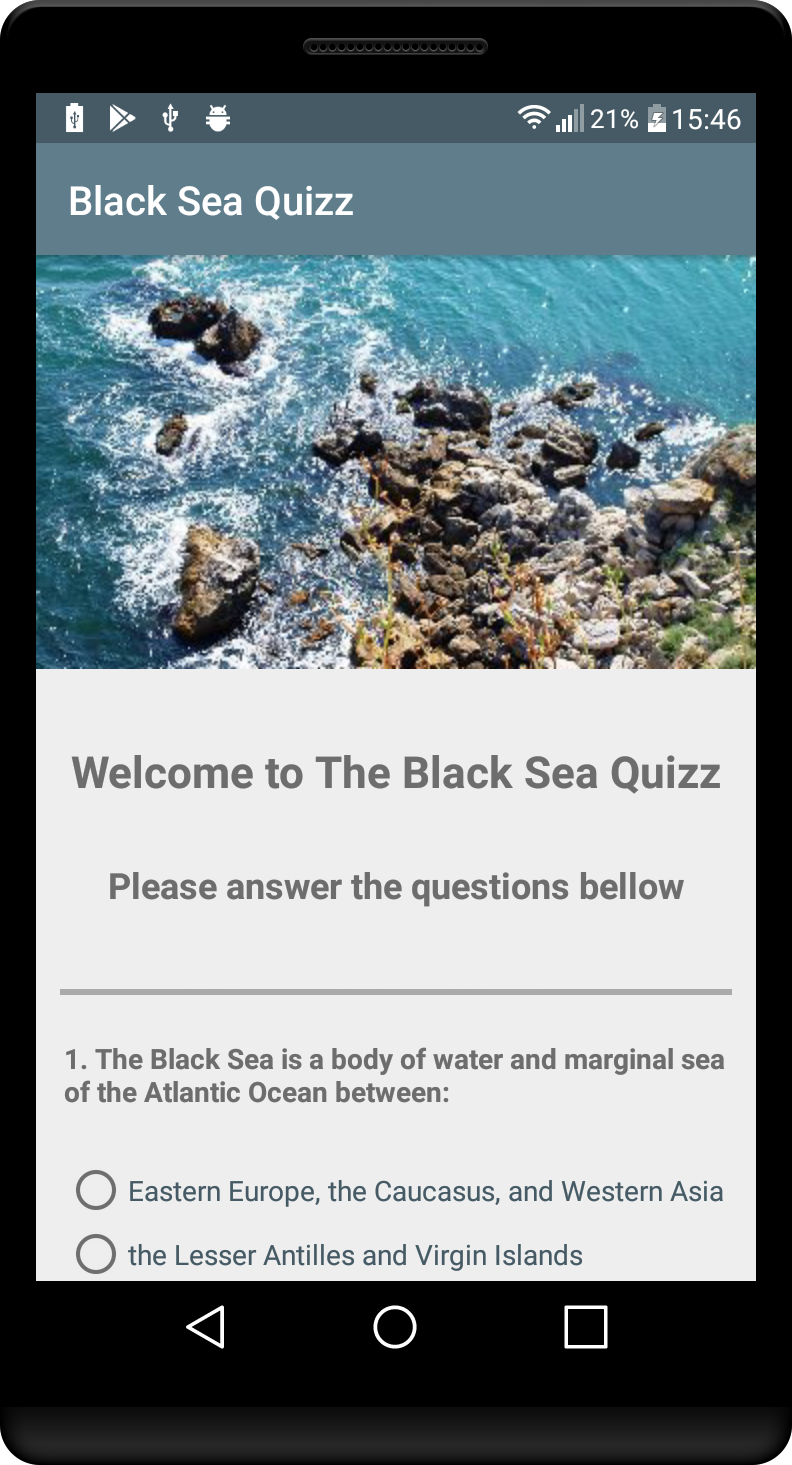 21% 15:46
Black Sea Quizz
Welcome to The Black Sea Quizz
Please answer the questions bellow
1. The Black Sea is a body of water and marginal sea
of the Atlantic Ocean between:
Eastern Europe, the Caucasus, and Western Asia
the Lesser Antilles and Virgin Islands